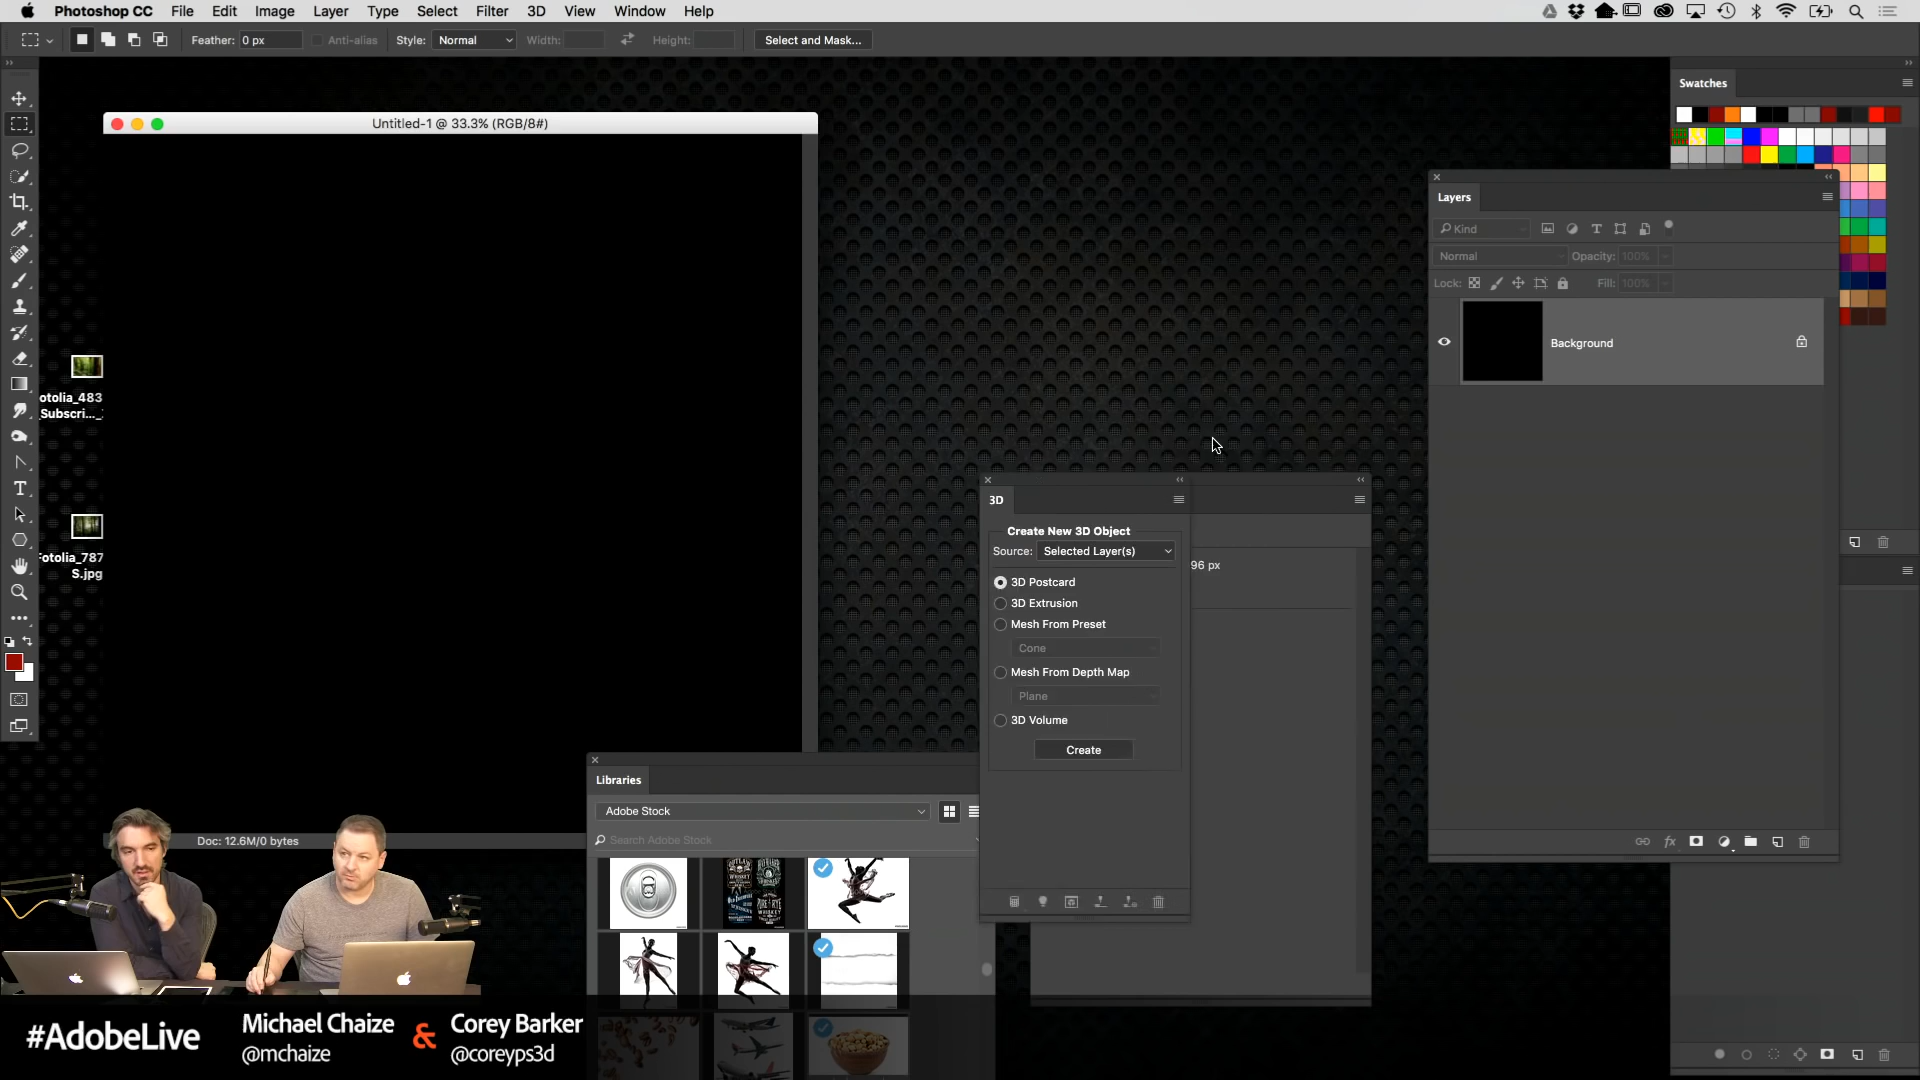 Photoshop CC File Edit Image Layer Type Select Filter 3D View Window Help
Feather: 0 px Anti-alias Style: Normal Width: Height: Select and Mask...
Untitled-1 @ 33.3% (RGB/8#)
Swatches
Layers
Kind
Normal Opacity: 100%
Lock: Fill: 100%
Background
otolia_483
_Subscri..._
Fotolia_787
S.jpg
3D
Create New 3D Object
Source: Selected Layer(s)
96 px
3D Postcard
3D Extrusion
Mesh From Preset
Cone
Mesh From Depth Map
Plane
3D Volume
Create
Libraries
Adobe Stock
Search Adobe Stock
Doc: 12.6M/0 bytes
#AdobeLive
Michael Chaize
@mchaize
&
Corey Barker
@coreyps3d